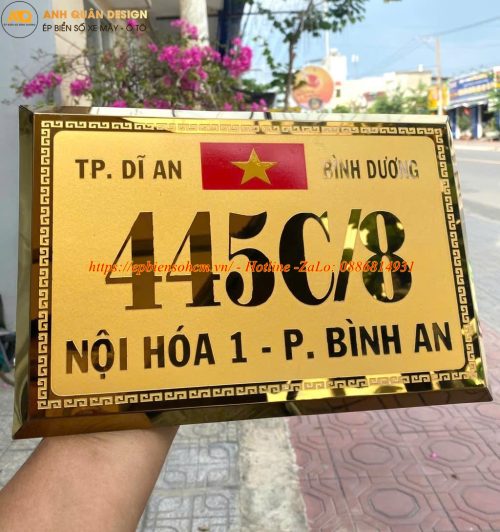 ANH QUÂN DESIGN
ÉP BIỂN SỐ XE MÁY - Ô TÔ
TP. DĨ AN BÌNH DƯƠNG
445C/8
https://epbiensohcm.vn/ - Hotline -ZaLo: 0886814931
NỘI HÓA 1 - P. BÌNH AN